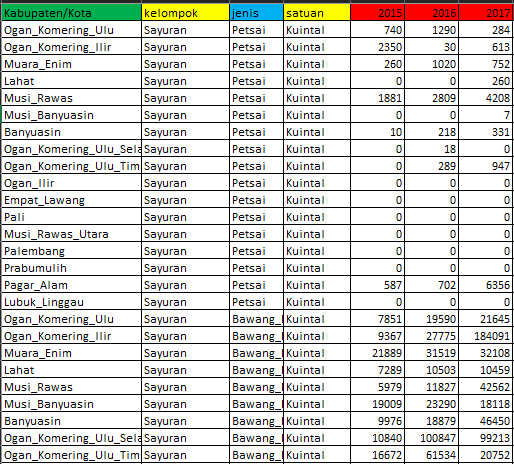 Kabupaten/Kota kelompok jenis satuan 2015 2016 2017
Ogan_Komering_Ulu Sayuran Petsai Kuintal 740 1290 284
Ogan_Komering_Ilir Sayuran Petsai Kuintal 2350 30 613
Muara_Enim Sayuran Petsai Kuintal 260 1020 752
Lahat Sayuran Petsai Kuintal 0 0 260
Musi_Rawas Sayuran Petsai Kuintal 1881 2809 4208
Musi_Banyuasin Sayuran Petsai Kuintal 0 0 7
Banyuasin Sayuran Petsai Kuintal 10 218 331
Ogan_Komering_Ulu_Sela Sayuran Petsai Kuintal 0 18 0
Ogan_Komering_Ulu_Tim Sayuran Petsai Kuintal 0 289 947
Ogan_Ilir Sayuran Petsai Kuintal 0 0 0
Empat_Lawang Sayuran Petsai Kuintal 0 0 0
Pali Sayuran Petsai Kuintal 0 0 0
Musi_Rawas_Utara Sayuran Petsai Kuintal 0 0 0
Palembang Sayuran Petsai Kuintal 0 0 0
Prabumulih Sayuran Petsai Kuintal 0 0 0
Pagar_Alam Sayuran Petsai Kuintal 587 702 6356
Lubuk_Linggau Sayuran Petsai Kuintal 0 0 0
Ogan_Komering_Ulu Sayuran Bawang_ Kuintal 7851 19590 21645
Ogan_Komering_Ilir Sayuran Bawang_ Kuintal 9367 27775 184091
Muara_Enim Sayuran Bawang_ Kuintal 21889 31519 32108
Lahat Sayuran Bawang_ Kuintal 7289 10503 10459
Musi_Rawas Sayuran Bawang_ Kuintal 5979 11827 42562
Musi_Banyuasin Sayuran Bawang_ Kuintal 19009 23290 18118
Banyuasin Sayuran Bawang_ Kuintal 9976 18879 46450
Ogan_Komering_Ulu_Sela Sayuran Bawang_ Kuintal 10840 100847 99213
Ogan_Komering_Ulu_Tim Sayuran Bawang_ Kuintal 16672 61534 20752